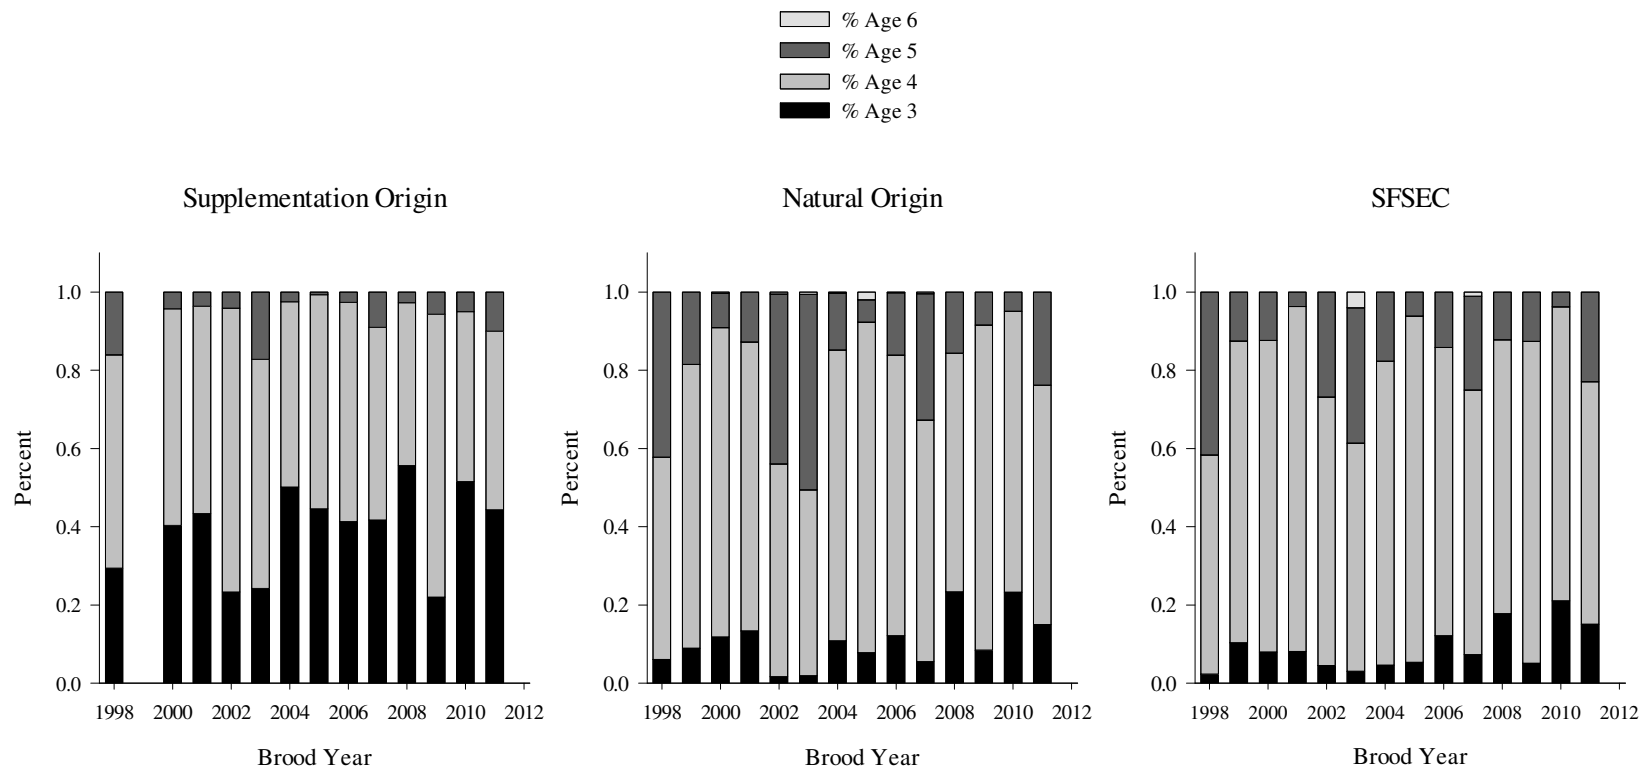 % Age 6
% Age 5
% Age 4
% Age 3
Supplementation Origin
Natural Origin
SFSEC
Percent
1.0
0.8
0.6
0.4
0.2
0.0
1998 2000 2002 2004 2006 2008 2010 2012
Brood Year
Percent
1.0
0.8
0.6
0.4
0.2
0.0
1998 2000 2002 2004 2006 2008 2010 2012
Brood Year
Percent
1.0
0.8
0.6
0.4
0.2
0.0
1998 2000 2002 2004 2006 2008 2010 2012
Brood Year